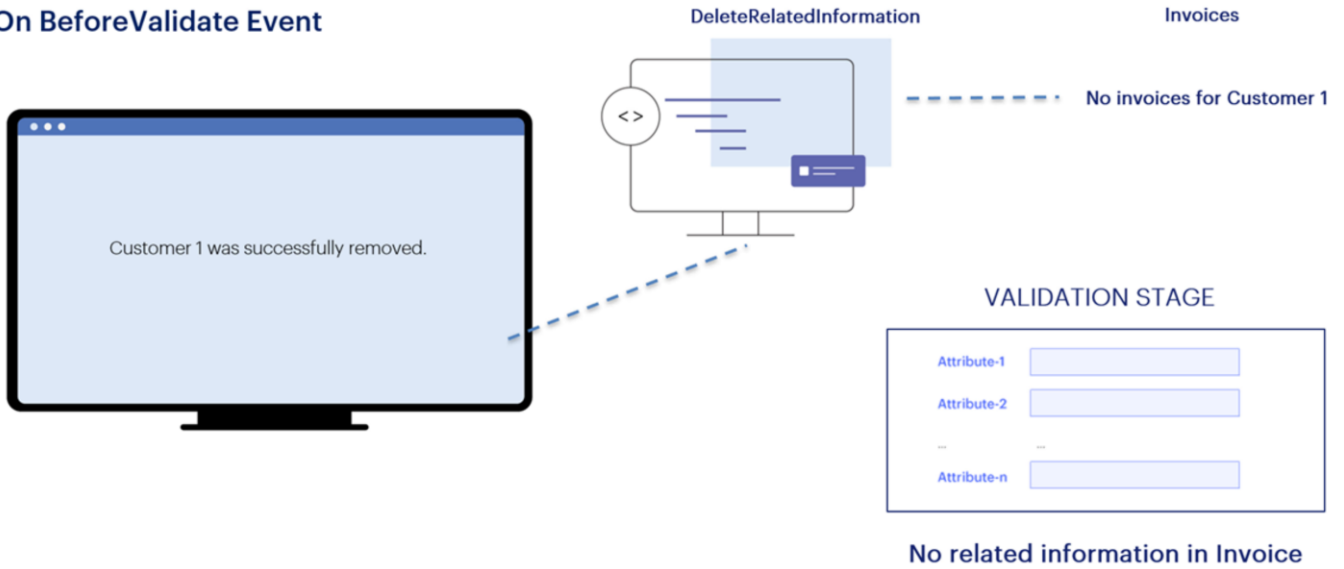 On BeforeValidate Event
DeleteRelatedInformation
Invoices
No invoices for Customer 1
< >
Customer 1 was successfully removed.
VALIDATION STAGE
Attribute-1
Attribute-2
... ...
Attribute-n
No related information in Invoice